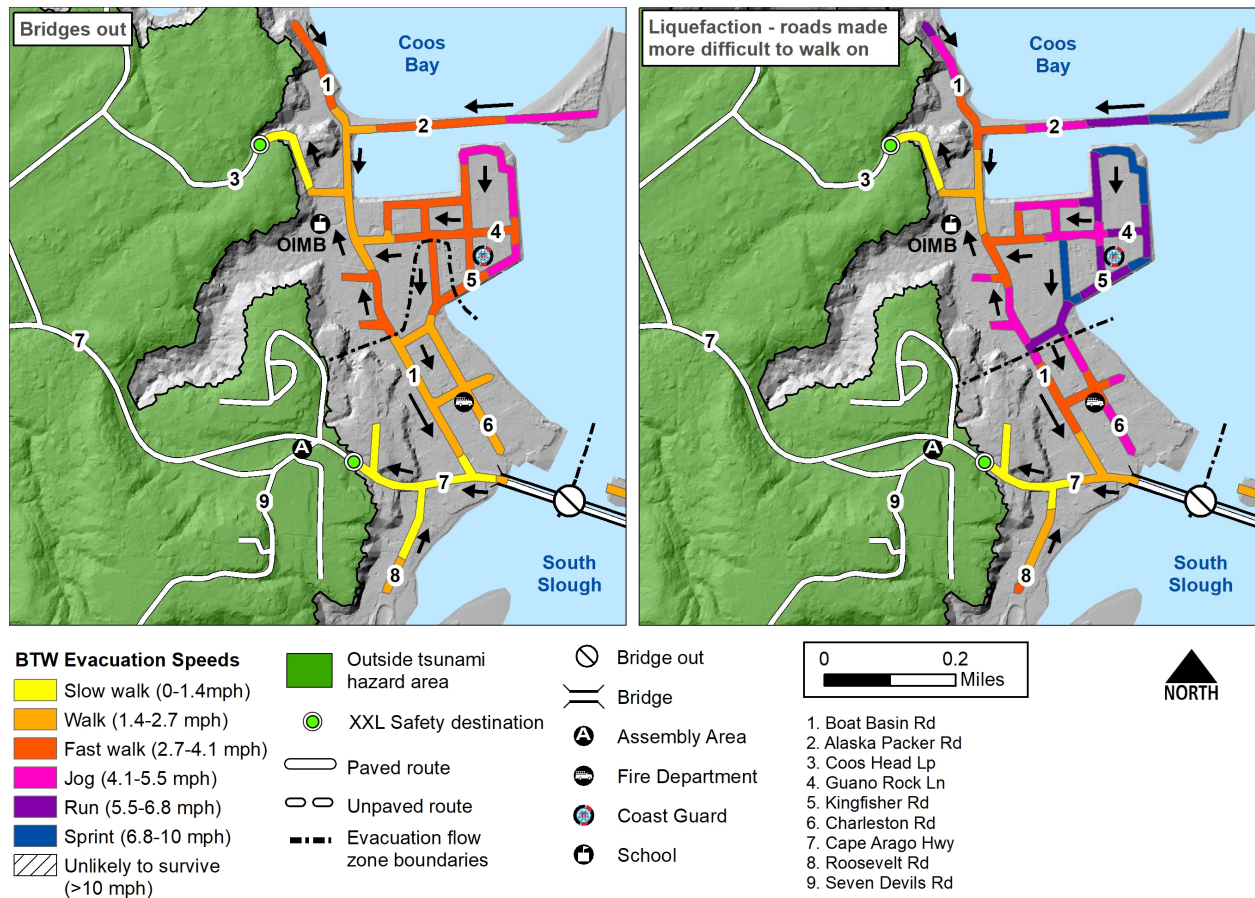 Bridges out
Coos
Bay
1
2
3
OIMB
4
5
7
1
6
A
7
9
8
South
Slough
Liquefaction - roads made
more difficult to walk on
Coos
Bay
1
2
3
OIMB
4
5
7
1
6
A
7
9
8
South
Slough
BTW Evacuation Speeds
Slow walk (0-1.4mph)
Walk (1.4-2.7 mph)
Fast walk (2.7-4.1 mph)
Jog (4.1-5.5 mph)
Run (5.5-6.8 mph)
Sprint (6.8-10 mph)
Unlikely to survive
(>10 mph)
Outside tsunami
hazard area
XXL Safety destination
Paved route
Unpaved route
Evacuation flow
zone boundaries
Bridge out
Bridge
A Assembly Area
Fire Department
Coast Guard
School
0 0.2
Miles
1. Boat Basin Rd
2. Alaska Packer Rd
3. Coos Head Lp
4. Guano Rock Ln
5. Kingfisher Rd
6. Charleston Rd
7. Cape Arago Hwy
8. Roosevelt Rd
9. Seven Devils Rd
NORTH